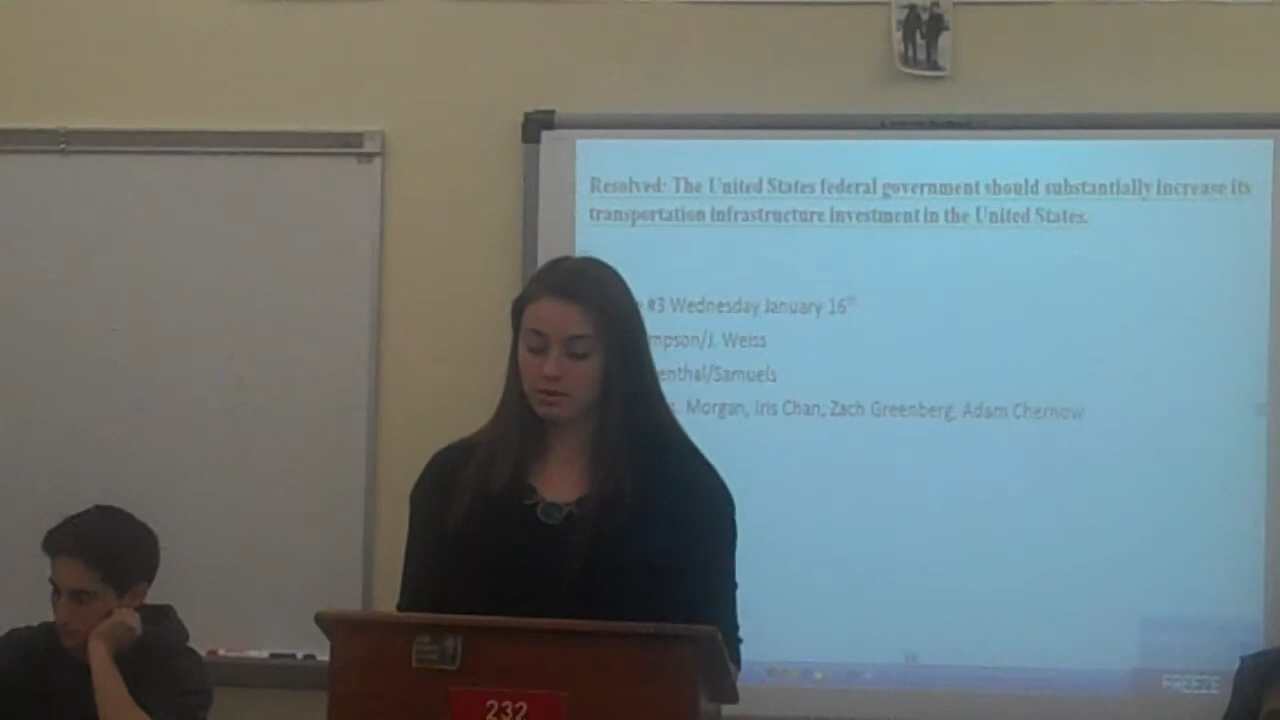 Resolved: The United States federal government should substantially increase its
transportation infrastructure investment in the United States.
#3 Wednesday January 16th
mpson/J. Weiss
enthal/Samuels
Morgan, Iris Chan, Zach Greenberg, Adam Chernow
232